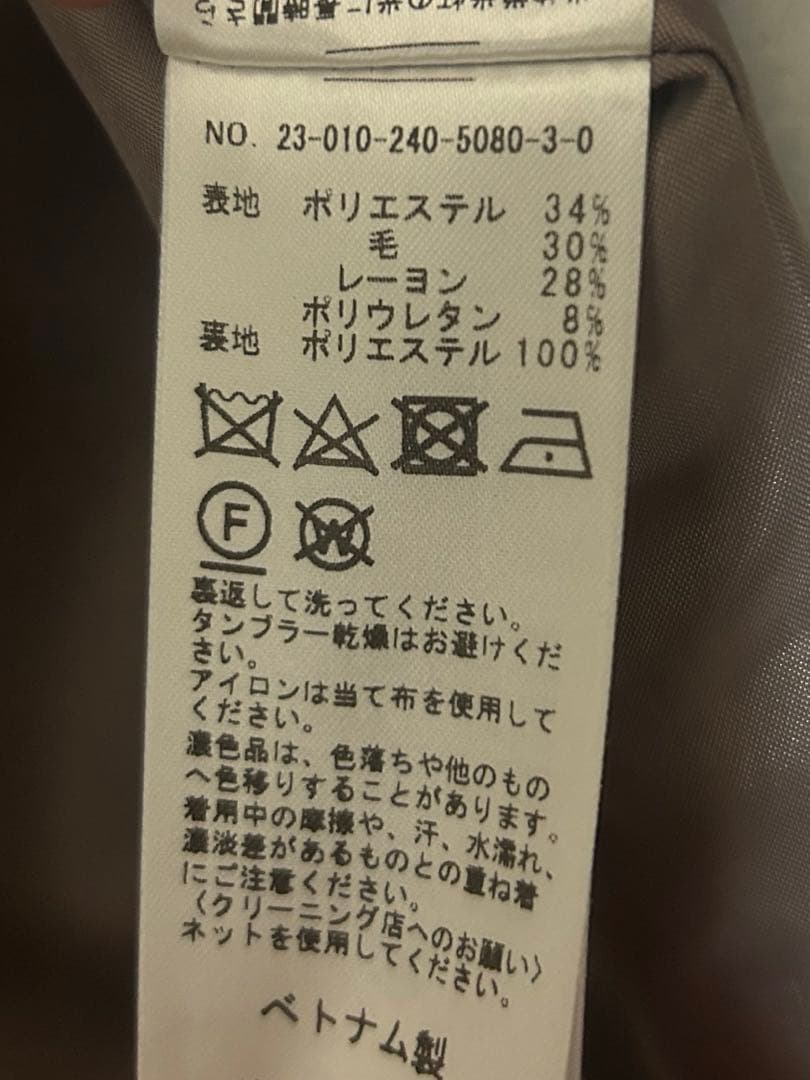 NO. 23-010-240-5080-3-0
表地 ポリエステル 34%
毛 30%
レーヨン 28%
ポリウレタン 8%
裏地 ポリエステル 100%
F W
裏返して洗ってください。
タンブラー乾燥はお避けくだ
さい。
アイロンは当て布を使用して
ください。
濃色品は、色落ちや他のもの
へ色移りすることがあります。
着用中の摩擦や、汗、水濡れ、
濃淡差があるものとの重ね着
にご注意ください。
〈クリーニング店へのお願い〉
ネットを使用してください。
ベトナム製